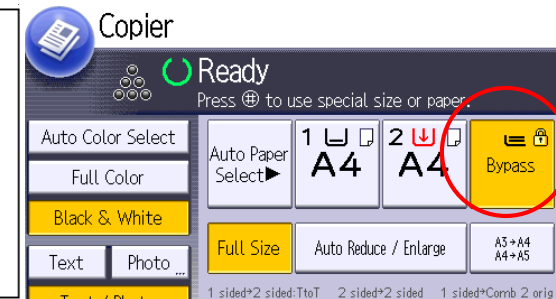 Copier
Ready
Press # to use special size or paper.
Auto Color Select
Full Color
Black & White
Text
Photo
Auto Paper Select▶
1
A4
2
A4
Bypass
Full Size
Auto Reduce / Enlarge
A3→A4
A4→A5
1 sided→2 sided:TtoT
2 sided→2 sided
1 sided→Comb 2 orig